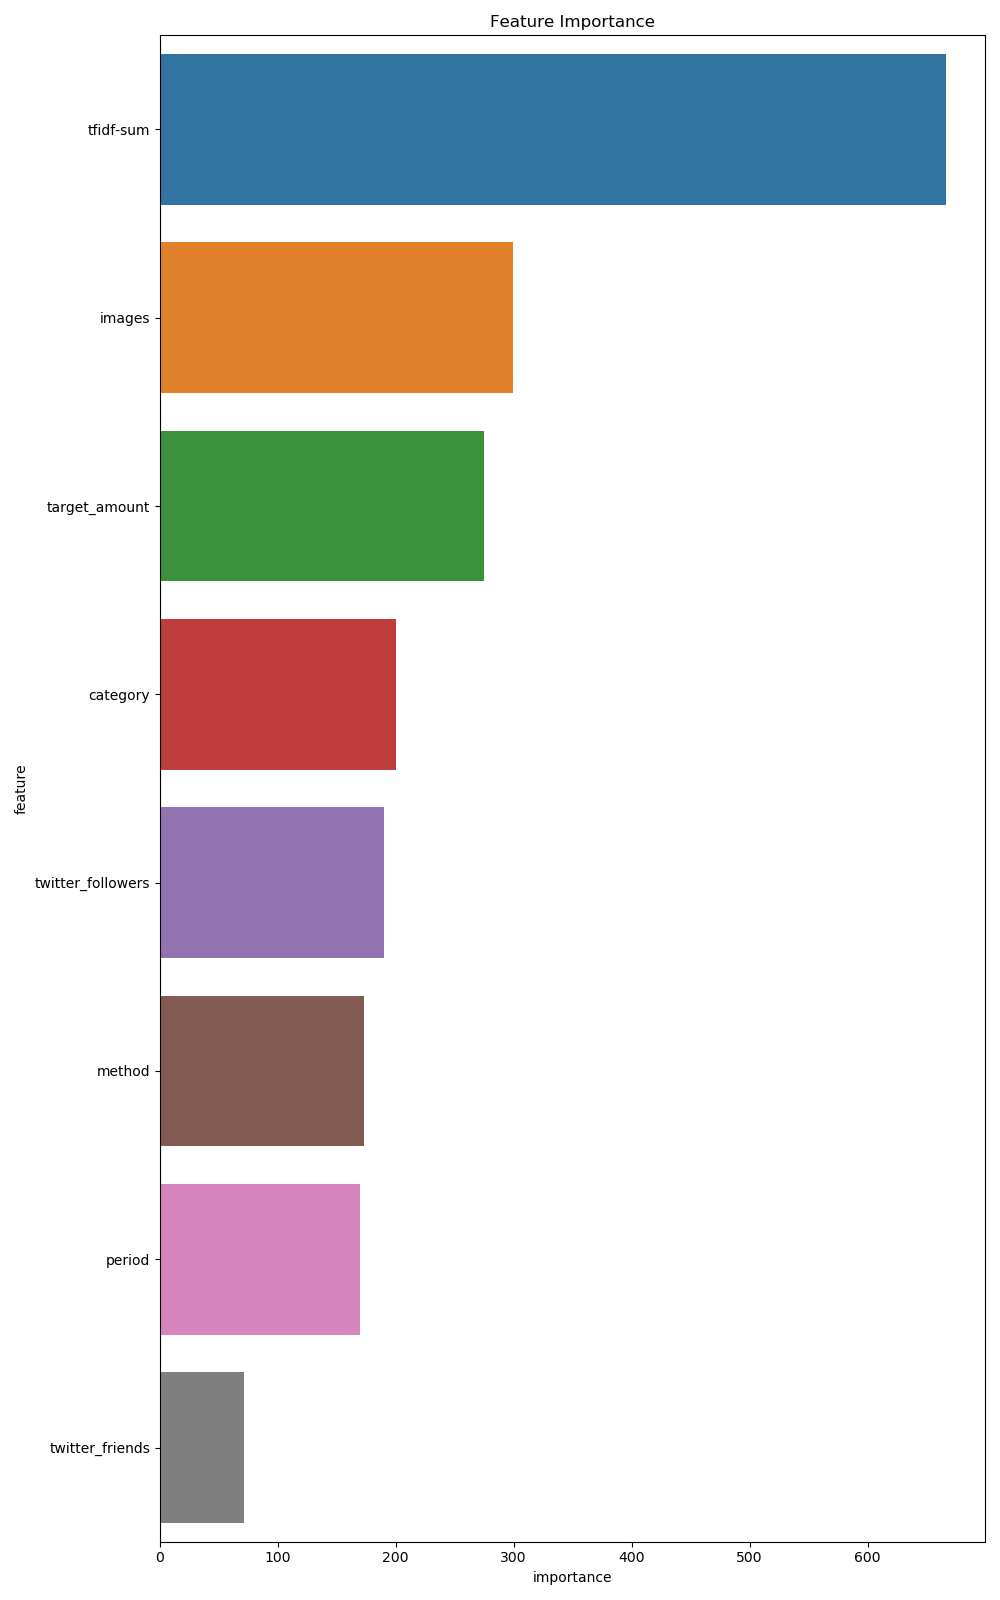 Feature Importance
tfidf-sum
images
target_amount
category
feature
twitter_followers
method
period
twitter_friends
0 100 200 300 400 500 600
importance